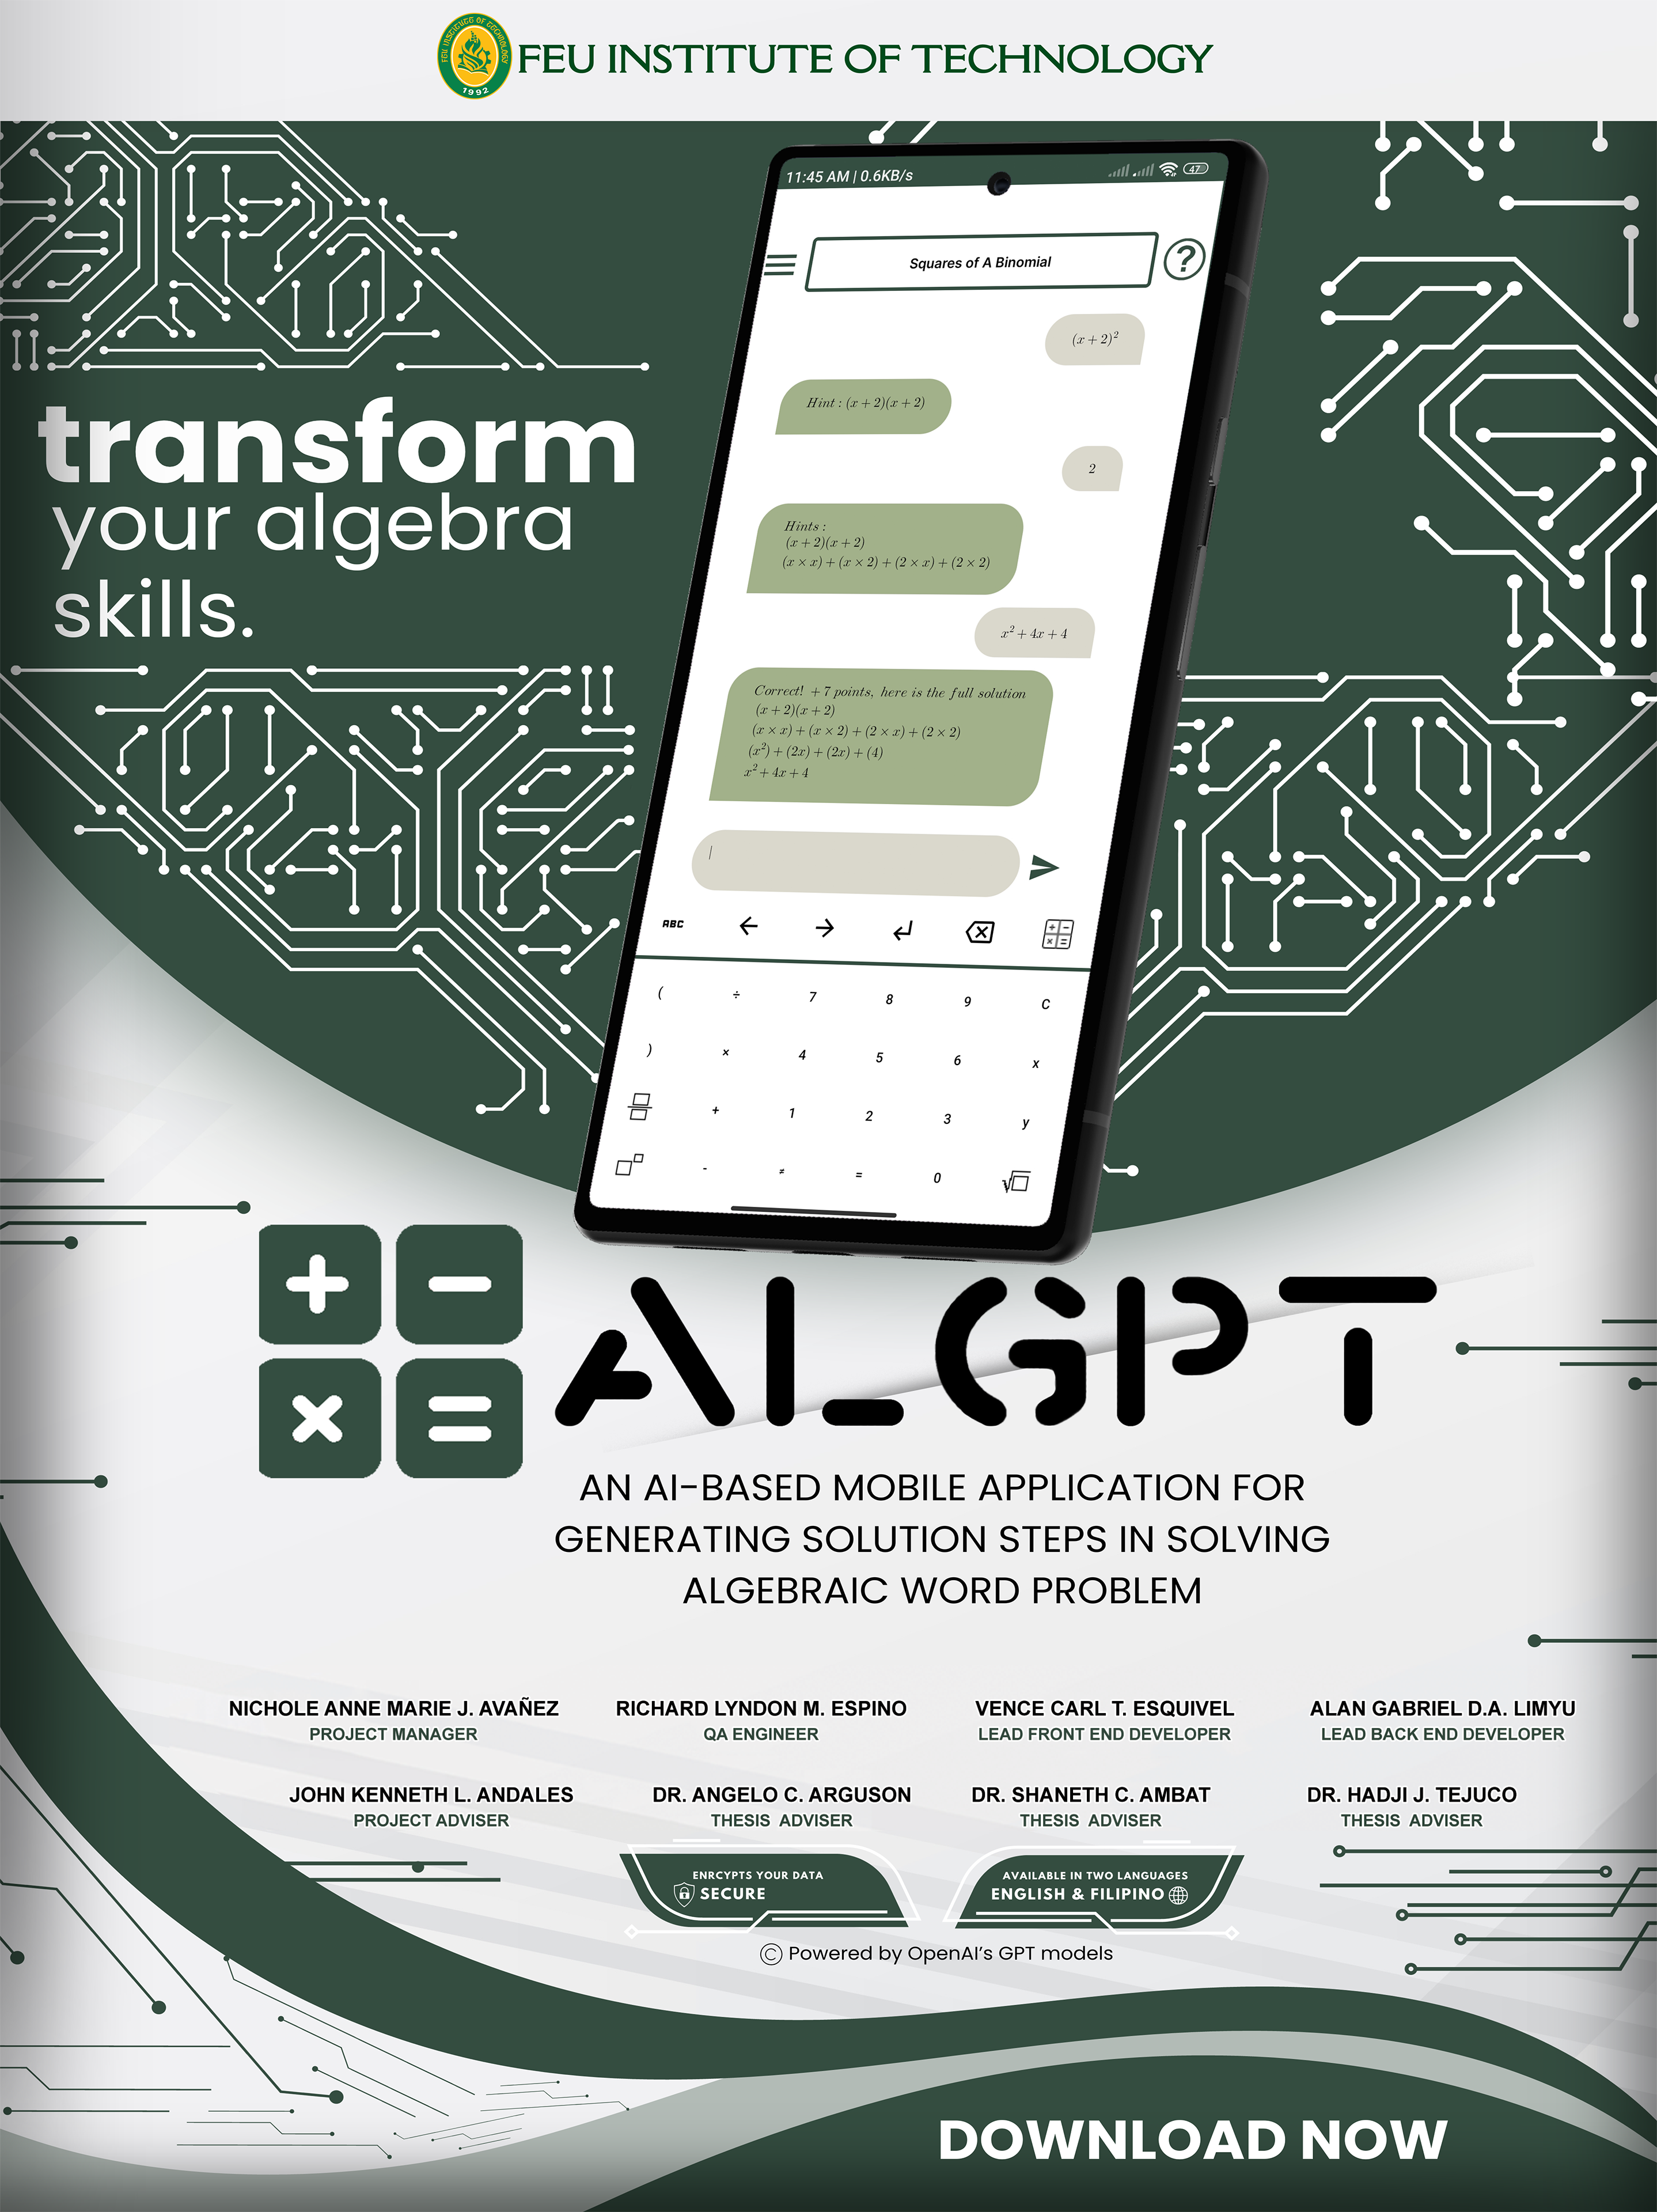 FEU INSTITUTE OF TECHNOLOGY
FEU INSTITUTE OF TECHNOLOGY
1992
transform
your algebra
skills.
11:45 AM | 0.6KB/s
47
Squares of A Binomial
?
(x + 2)²
Hint : (x + 2)(x + 2)
2
Hints :
(x + 2)(x + 2)
(x × x) + (x × 2) + (2 × x) + (2 × 2)
x² + 4x + 4
Correct! + 7 points, here is the full solution
(x + 2)(x + 2)
(x × x) + (x × 2) + (2 × x) + (2 × 2)
(x²) + (2x) + (2x) + (4)
x² + 4x + 4
ABC
( ÷ 7 8 9 C
) × 4 5 6 x
+ 1 2 3 y
- ≠ = 0 √
+ −
× =
ALGPT
AN AI-BASED MOBILE APPLICATION FOR
GENERATING SOLUTION STEPS IN SOLVING
ALGEBRAIC WORD PROBLEM
NICHOLE ANNE MARIE J. AVAÑEZ
PROJECT MANAGER
RICHARD LYNDON M. ESPINO
QA ENGINEER
VENCE CARL T. ESQUIVEL
LEAD FRONT END DEVELOPER
ALAN GABRIEL D.A. LIMYU
LEAD BACK END DEVELOPER
JOHN KENNETH L. ANDALES
PROJECT ADVISER
DR. ANGELO C. ARGUSON
THESIS ADVISER
DR. SHANETH C. AMBAT
THESIS ADVISER
DR. HADJI J. TEJUCO
THESIS ADVISER
ENRCYPTS YOUR DATA
SECURE
AVAILABLE IN TWO LANGUAGES
ENGLISH & FILIPINO
© Powered by OpenAI's GPT models
DOWNLOAD NOW